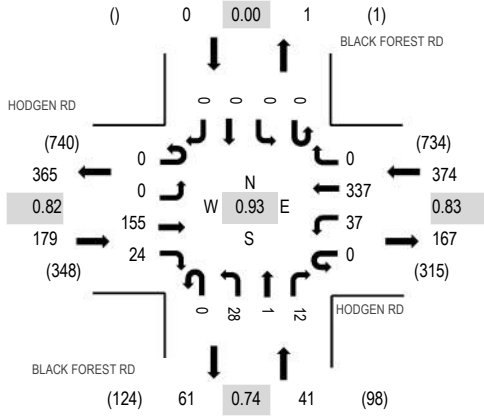 () 0 0.00 1 (1)
BLACK FOREST RD
HODGEN RD
0 0 0 0
(740) 0 0 (734)
365 374
0 N 337
0.82 W 0.93 E 0.83
155 37
179 S 167
24 0
(348) (315)
0 28 1 12
HODGEN RD
BLACK FOREST RD
(124) 61 0.74 41 (98)